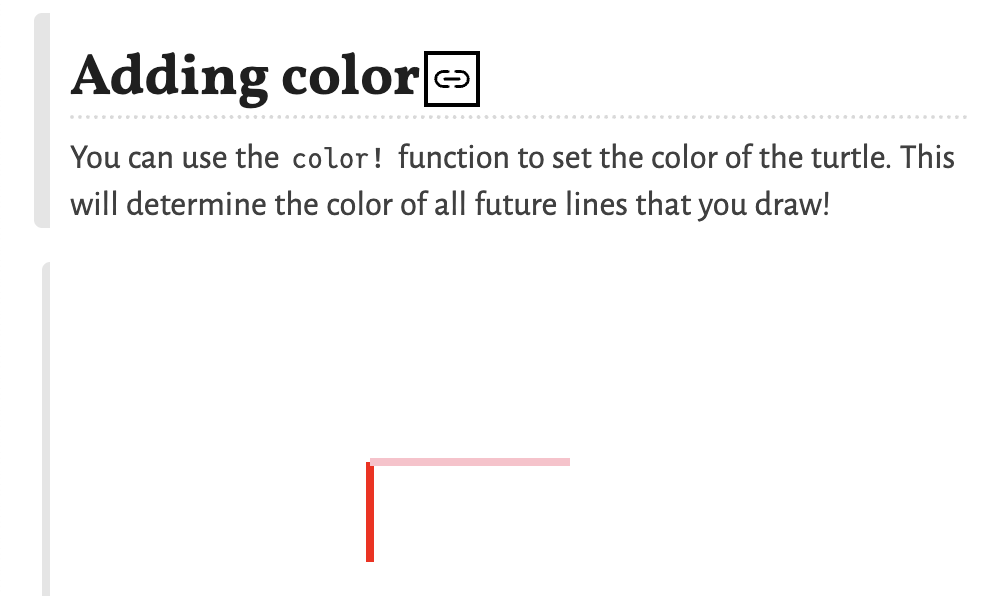 Adding color
You can use the color! function to set the color of the turtle. This
will determine the color of all future lines that you draw!